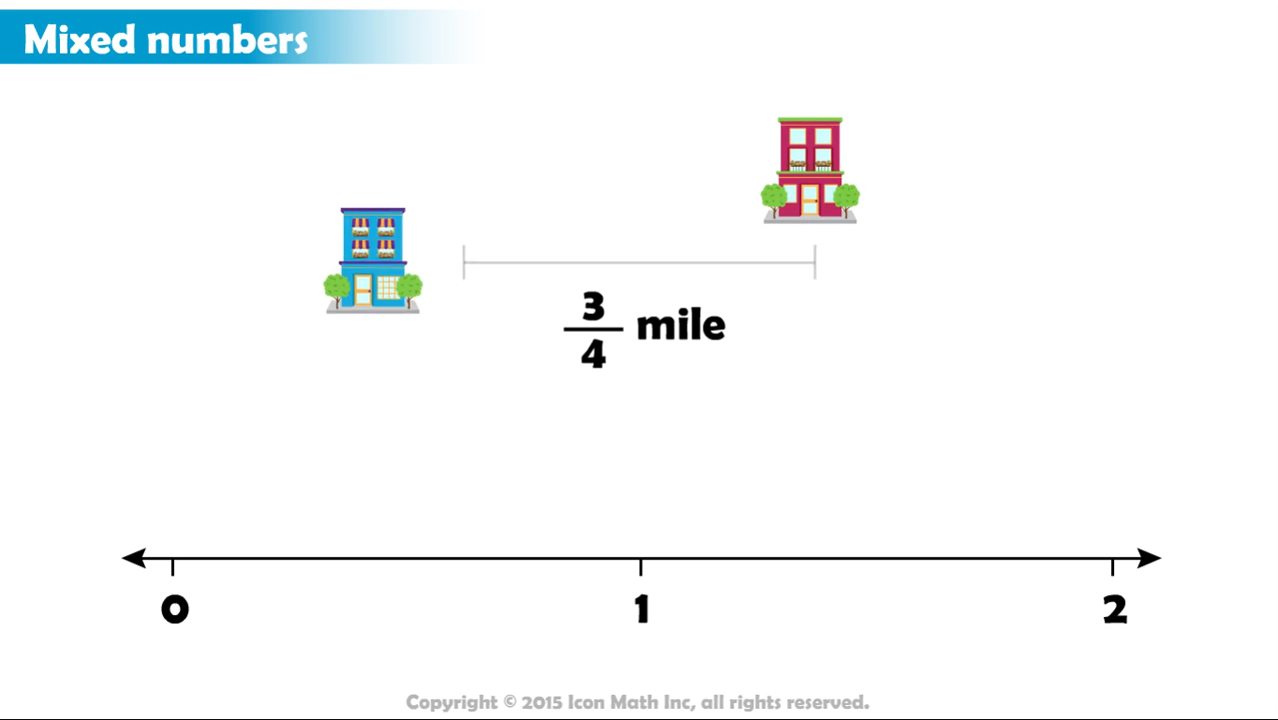 Mixed numbers
3
4
mile
0 1 2
Copyright © 2015 Icon Math Inc, all rights reserved.